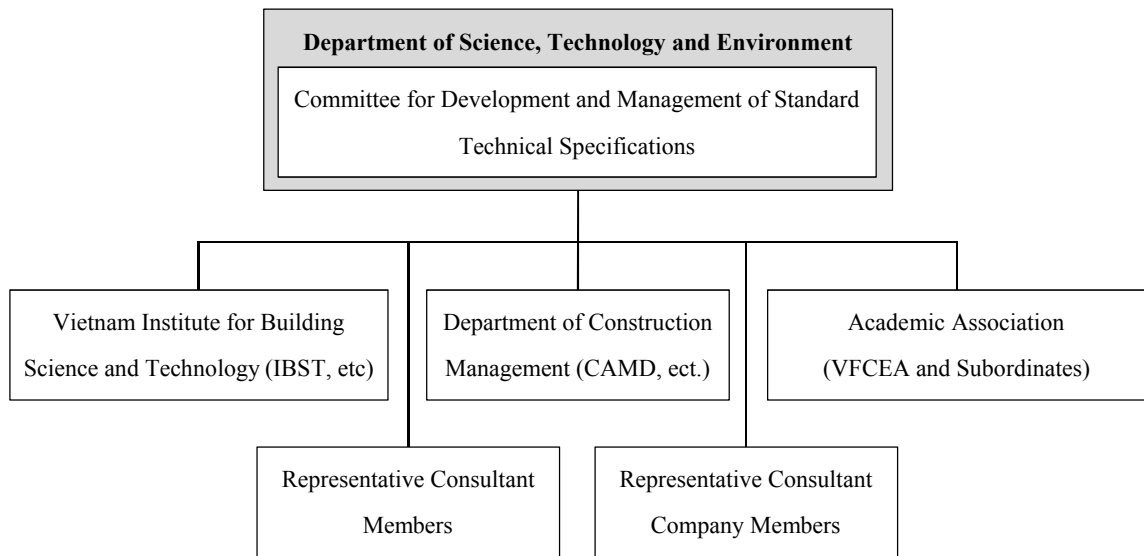 Department of Science, Technology and Environment
Committee for Development and Management of Standard
Technical Specifications
Vietnam Institute for Building
Science and Technology (IBST, etc)
Department of Construction
Management (CAMD, ect.)
Academic Association
(VFCEA and Subordinates)
Representative Consultant
Members
Representative Consultant
Company Members